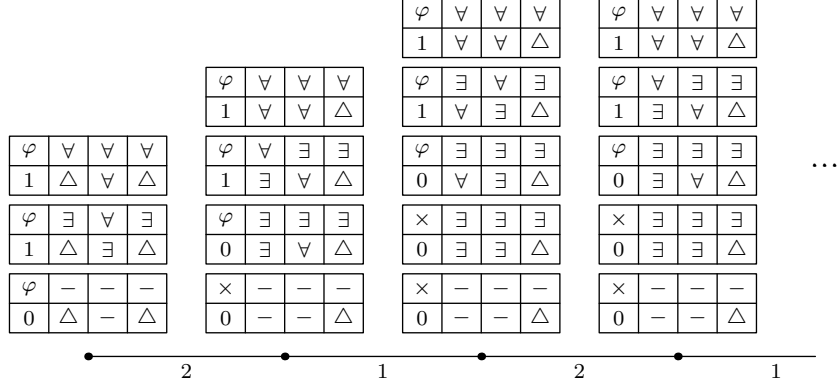 φ ∀ ∀ ∀ φ ∀ ∀ ∀
1 ∀ ∀ △ 1 ∀ ∀ △
φ ∀ ∀ ∀ φ ∃ ∀ ∃ φ ∀ ∃ ∃
1 ∀ ∀ △ 1 ∀ ∃ △ 1 ∃ ∀ △
φ ∀ ∀ ∀ φ ∀ ∃ ∃ φ ∃ ∃ ∃ φ ∃ ∃ ∃
…
1 △ ∀ △ 1 ∃ ∀ △ 0 ∀ ∃ △ 0 ∃ ∀ △
φ ∃ ∀ ∃ φ ∃ ∃ ∃ × ∃ ∃ ∃ × ∃ ∃ ∃
1 △ ∃ △ 0 ∃ ∀ △ 0 ∃ ∃ △ 0 ∃ ∃ △
φ − − − × − − − × − − − × − − −
0 △ − △ 0 − − △ 0 − − △ 0 − − △
2 1 2 1